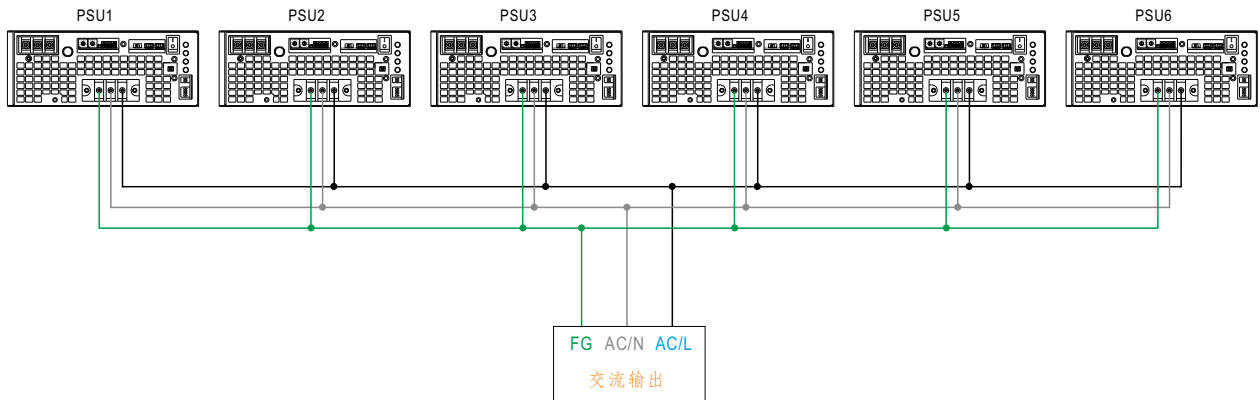 PSU1 PSU2 PSU3 PSU4 PSU5 PSU6
FG AC/N AC/L
交流输出